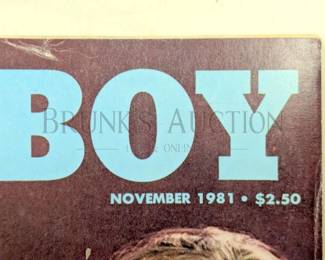 BOY
BRUNK'S AUCTION
NOVEMBER 1981 • $2.50